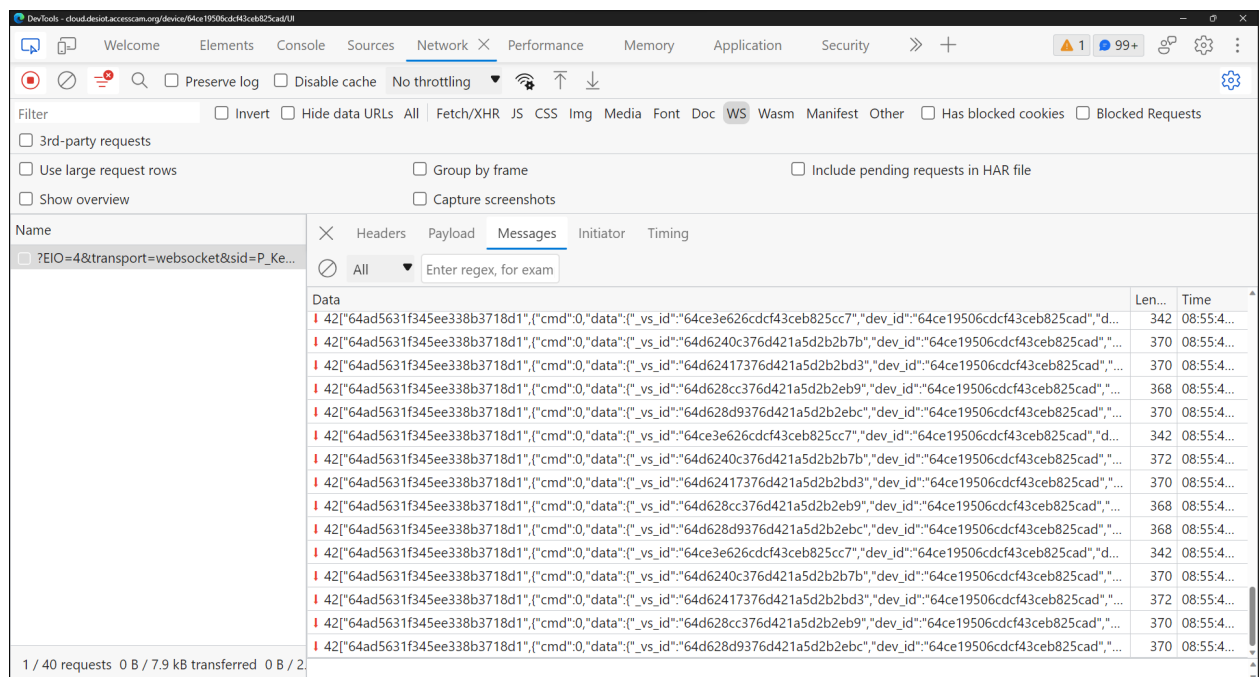 DevTools - cloud.desiot.accesscam.org/device/64ce19506cdcf43ceb825cad/UI
Welcome Elements Console Sources Network Performance Memory Application Security 1 99+
Preserve log Disable cache No throttling
Filter Invert Hide data URLs All Fetch/XHR JS CSS Img Media Font Doc WS Wasm Manifest Other Has blocked cookies Blocked Requests
3rd-party requests
Use large request rows Group by frame Include pending requests in HAR file
Show overview Capture screenshots
Name Headers Payload Messages Initiator Timing
?EIO=4&transport=websocket&sid=P_Ke... All Enter regex, for exam
Data Len... Time
42["64ad5631f345ee338b3718d1",{"cmd":0,"data":{"_vs_id":"64ce3e626cdcf43ceb825cc7","dev_id":"64ce19506cdcf43ceb825cad","d... 342 08:55:4...
42["64ad5631f345ee338b3718d1",{"cmd":0,"data":{"_vs_id":"64d6240c376d421a5d2b2b7b","dev_id":"64ce19506cdcf43ceb825cad","... 370 08:55:4...
42["64ad5631f345ee338b3718d1",{"cmd":0,"data":{"_vs_id":"64d62417376d421a5d2b2bd3","dev_id":"64ce19506cdcf43ceb825cad","... 370 08:55:4...
42["64ad5631f345ee338b3718d1",{"cmd":0,"data":{"_vs_id":"64d628cc376d421a5d2b2eb9","dev_id":"64ce19506cdcf43ceb825cad","... 368 08:55:4...
42["64ad5631f345ee338b3718d1",{"cmd":0,"data":{"_vs_id":"64d628d9376d421a5d2b2ebc","dev_id":"64ce19506cdcf43ceb825cad","... 370 08:55:4...
42["64ad5631f345ee338b3718d1",{"cmd":0,"data":{"_vs_id":"64ce3e626cdcf43ceb825cc7","dev_id":"64ce19506cdcf43ceb825cad","d... 342 08:55:4...
42["64ad5631f345ee338b3718d1",{"cmd":0,"data":{"_vs_id":"64d6240c376d421a5d2b2b7b","dev_id":"64ce19506cdcf43ceb825cad","... 372 08:55:4...
42["64ad5631f345ee338b3718d1",{"cmd":0,"data":{"_vs_id":"64d62417376d421a5d2b2bd3","dev_id":"64ce19506cdcf43ceb825cad","... 370 08:55:4...
42["64ad5631f345ee338b3718d1",{"cmd":0,"data":{"_vs_id":"64d628cc376d421a5d2b2eb9","dev_id":"64ce19506cdcf43ceb825cad","... 368 08:55:4...
42["64ad5631f345ee338b3718d1",{"cmd":0,"data":{"_vs_id":"64d628d9376d421a5d2b2ebc","dev_id":"64ce19506cdcf43ceb825cad","... 368 08:55:4...
42["64ad5631f345ee338b3718d1",{"cmd":0,"data":{"_vs_id":"64ce3e626cdcf43ceb825cc7","dev_id":"64ce19506cdcf43ceb825cad","d... 342 08:55:4...
42["64ad5631f345ee338b3718d1",{"cmd":0,"data":{"_vs_id":"64d6240c376d421a5d2b2b7b","dev_id":"64ce19506cdcf43ceb825cad","... 370 08:55:4...
42["64ad5631f345ee338b3718d1",{"cmd":0,"data":{"_vs_id":"64d62417376d421a5d2b2bd3","dev_id":"64ce19506cdcf43ceb825cad","... 372 08:55:4...
42["64ad5631f345ee338b3718d1",{"cmd":0,"data":{"_vs_id":"64d628cc376d421a5d2b2eb9","dev_id":"64ce19506cdcf43ceb825cad","... 370 08:55:4...
42["64ad5631f345ee338b3718d1",{"cmd":0,"data":{"_vs_id":"64d628d9376d421a5d2b2ebc","dev_id":"64ce19506cdcf43ceb825cad","... 370 08:55:4...
1 / 40 requests 0 B / 7.9 kB transferred 0 B / 2.